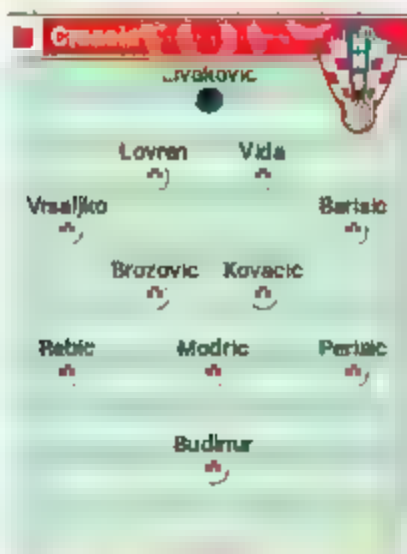 Livakovic
Lovren Vida
Vrsaljko Barisic
Brozovic Kovacic
Rebic Modric Perisic
Budimir